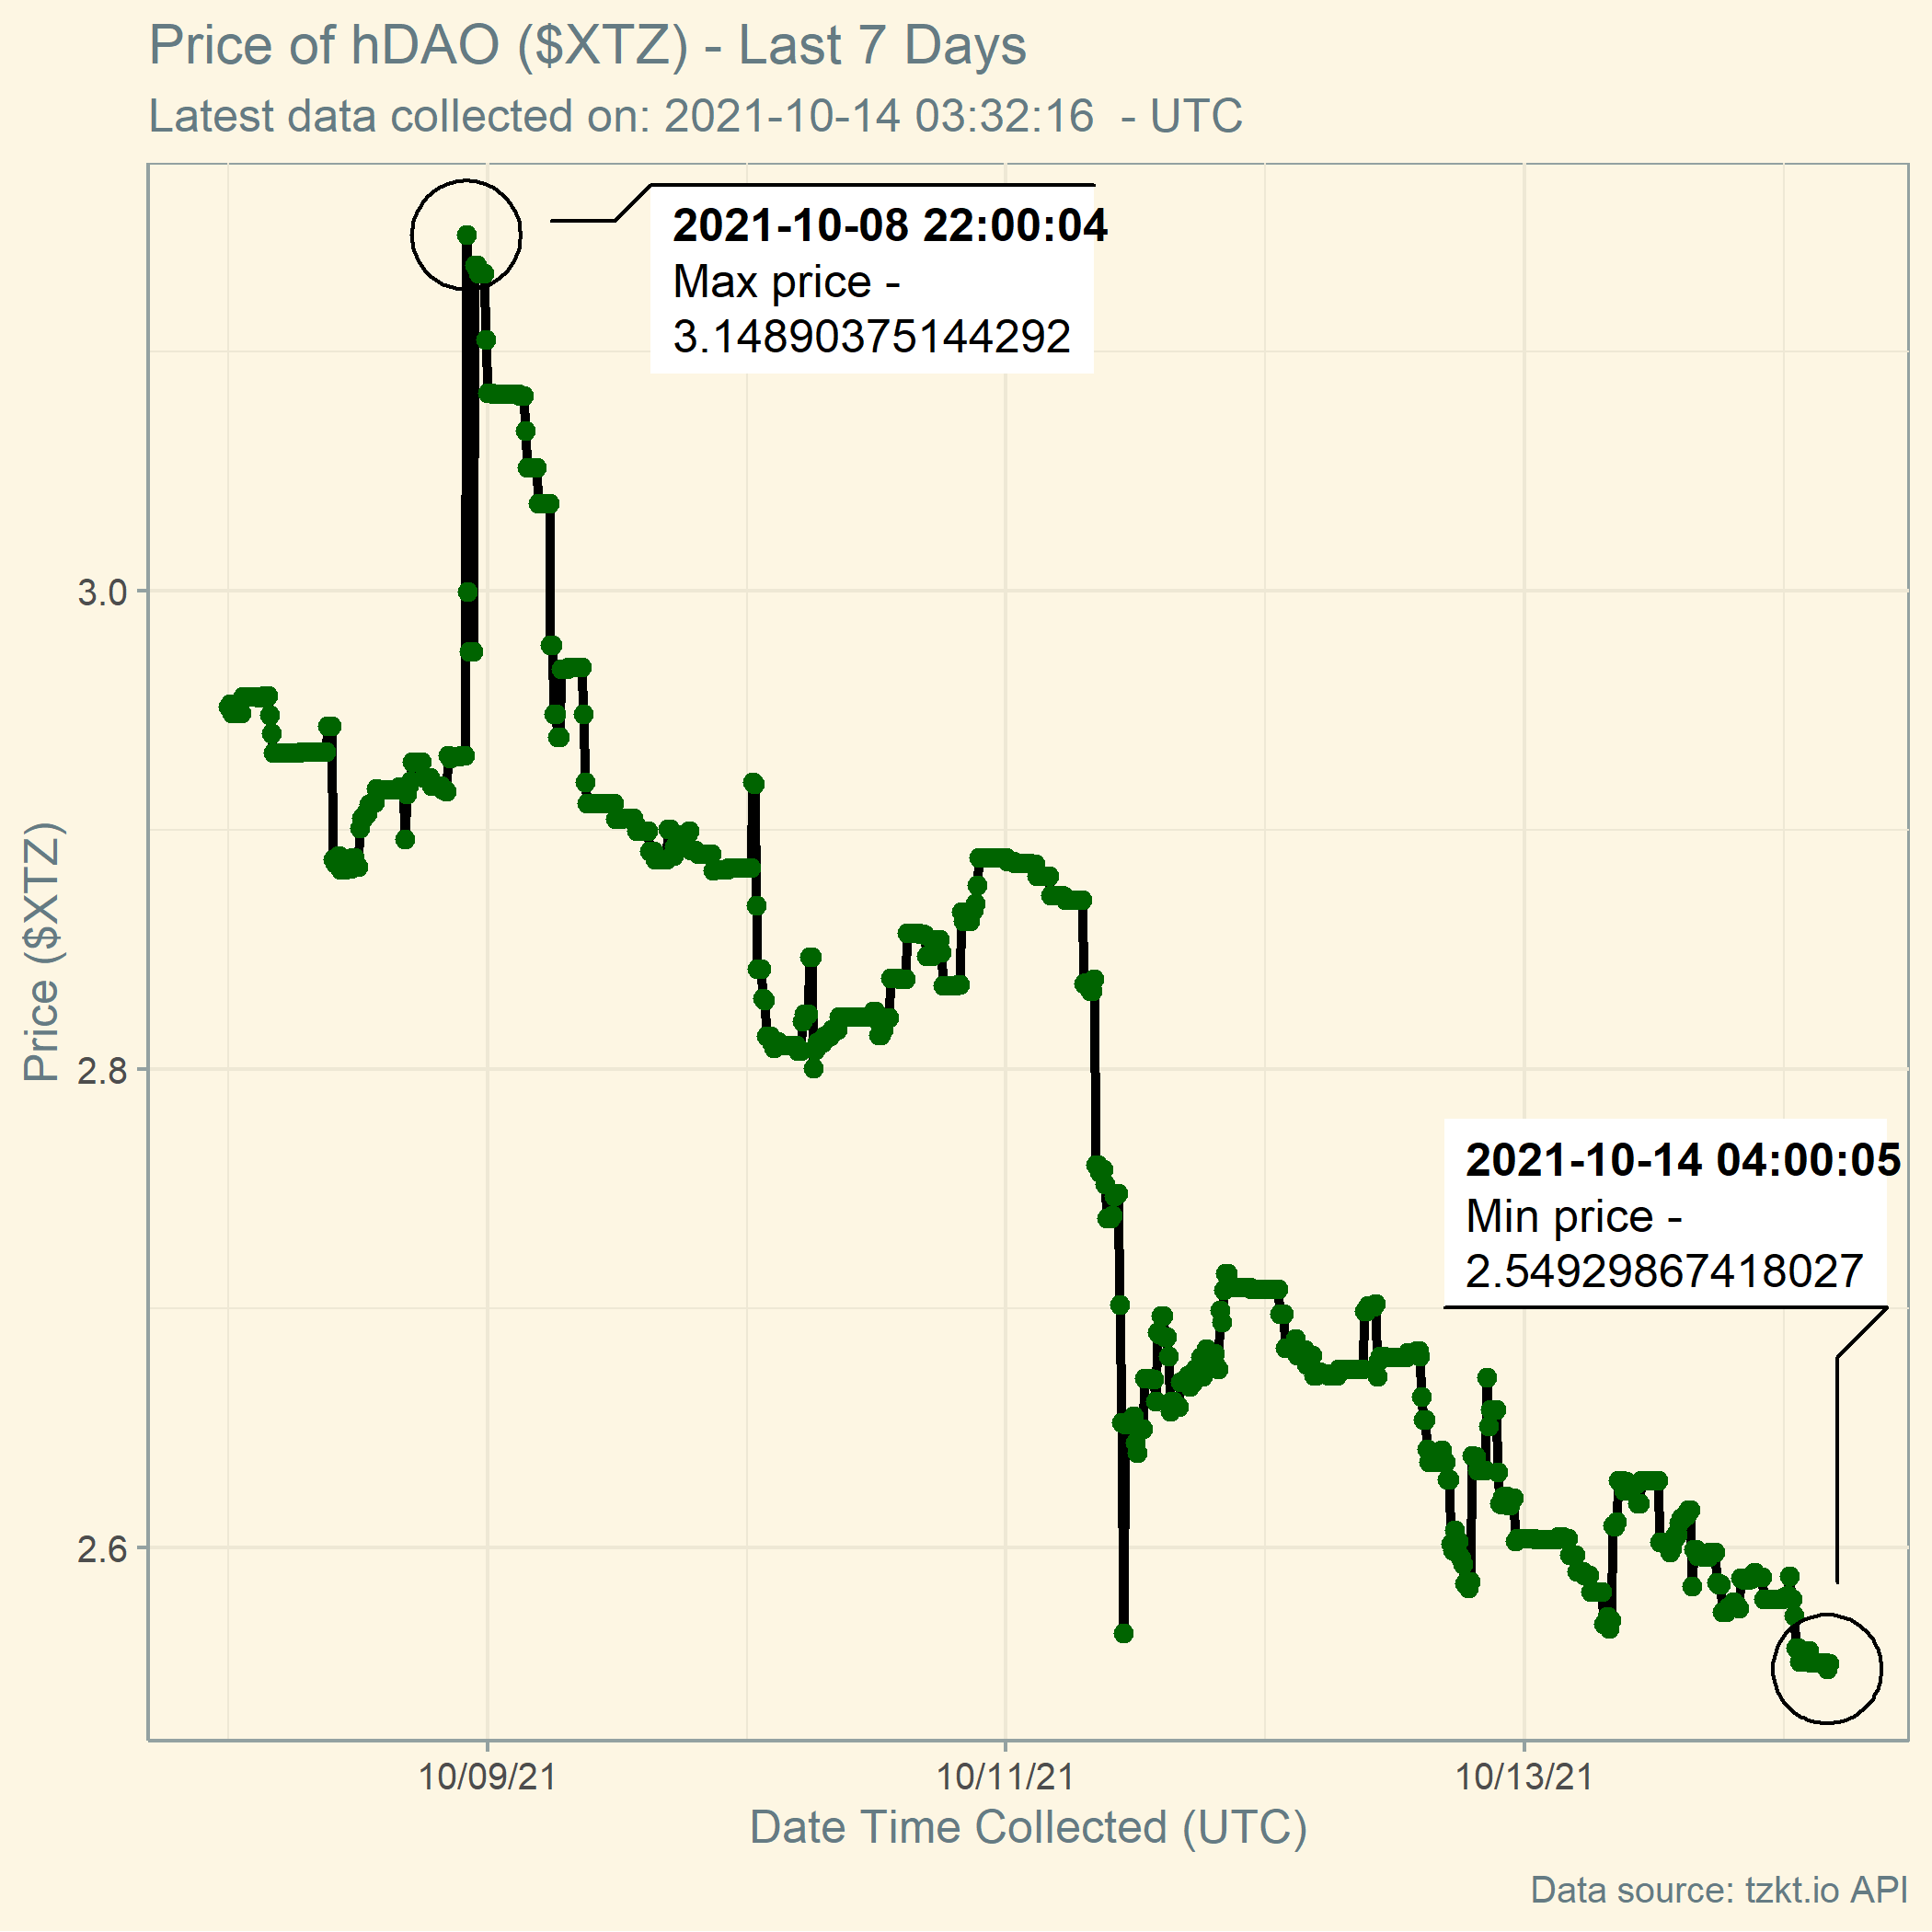 Price of hDAO ($XTZ) - Last 7 Days
Latest data collected on: 2021-10-14 03:32:16  - UTC
2021-10-08 22:00:04
Max price -
3.14890375144292
3.0
2.8
2.6
Price ($XTZ)
2021-10-14 04:00:05
Min price -
2.54929867418027
10/09/21
10/11/21
10/13/21
Date Time Collected (UTC)
Data source: tzkt.io API